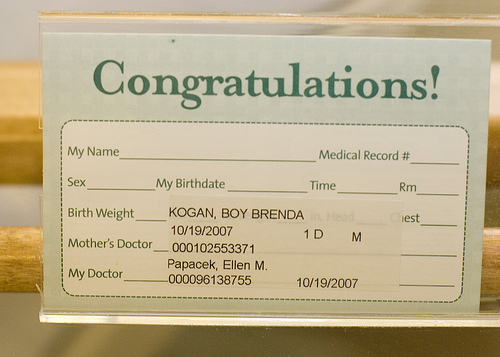 Congratulations!
My Name Medical Record #
Sex My Birthdate Time Rm
Birth Weight KOGAN, BOY BRENDA in. Head Chest
10/19/2007 1 D M
Mother's Doctor 000102553371
Papacek, Ellen M.
My Doctor 000096138755 10/19/2007